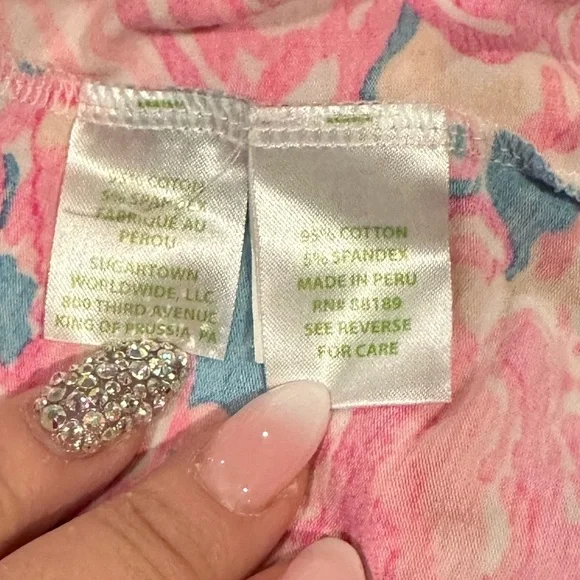 95% COTTON
5% SPANDEX
FABRIQUÉ AU
PEROU
SUGARTOWN
WORLDWIDE, LLC
800 THIRD AVENUE
KING OF PRUSSIA, PA
95% COTTON
5% SPANDEX
MADE IN PERU
RN# 88189
SEE REVERSE
FOR CARE